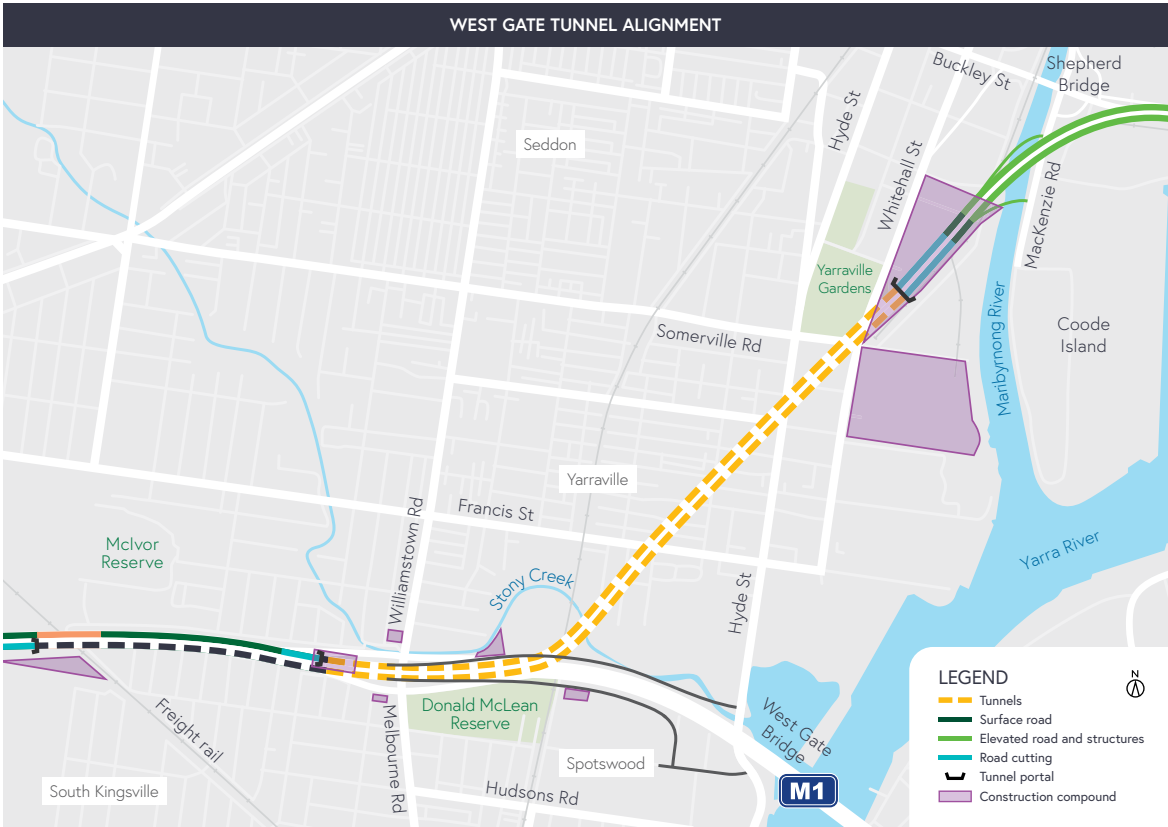 WEST GATE TUNNEL ALIGNMENT
Buckley St
Shepherd
Bridge
Hyde St
Seddon
Whitehall St
MacKenzie Rd
Yarraville
Gardens
Somerville Rd
Maribyrnong River
Coode
Island
Yarraville
Francis St
Williamstown Rd
McIvor
Reserve
Yarra River
Stony Creek
Hyde St
Donald McLean
Reserve
Melbourne Rd
Freight rail
West Gate
Bridge
Spotswood
South Kingsville
Hudsons Rd
M1
LEGEND
N
Tunnels
Surface road
Elevated road and structures
Road cutting
Tunnel portal
Construction compound